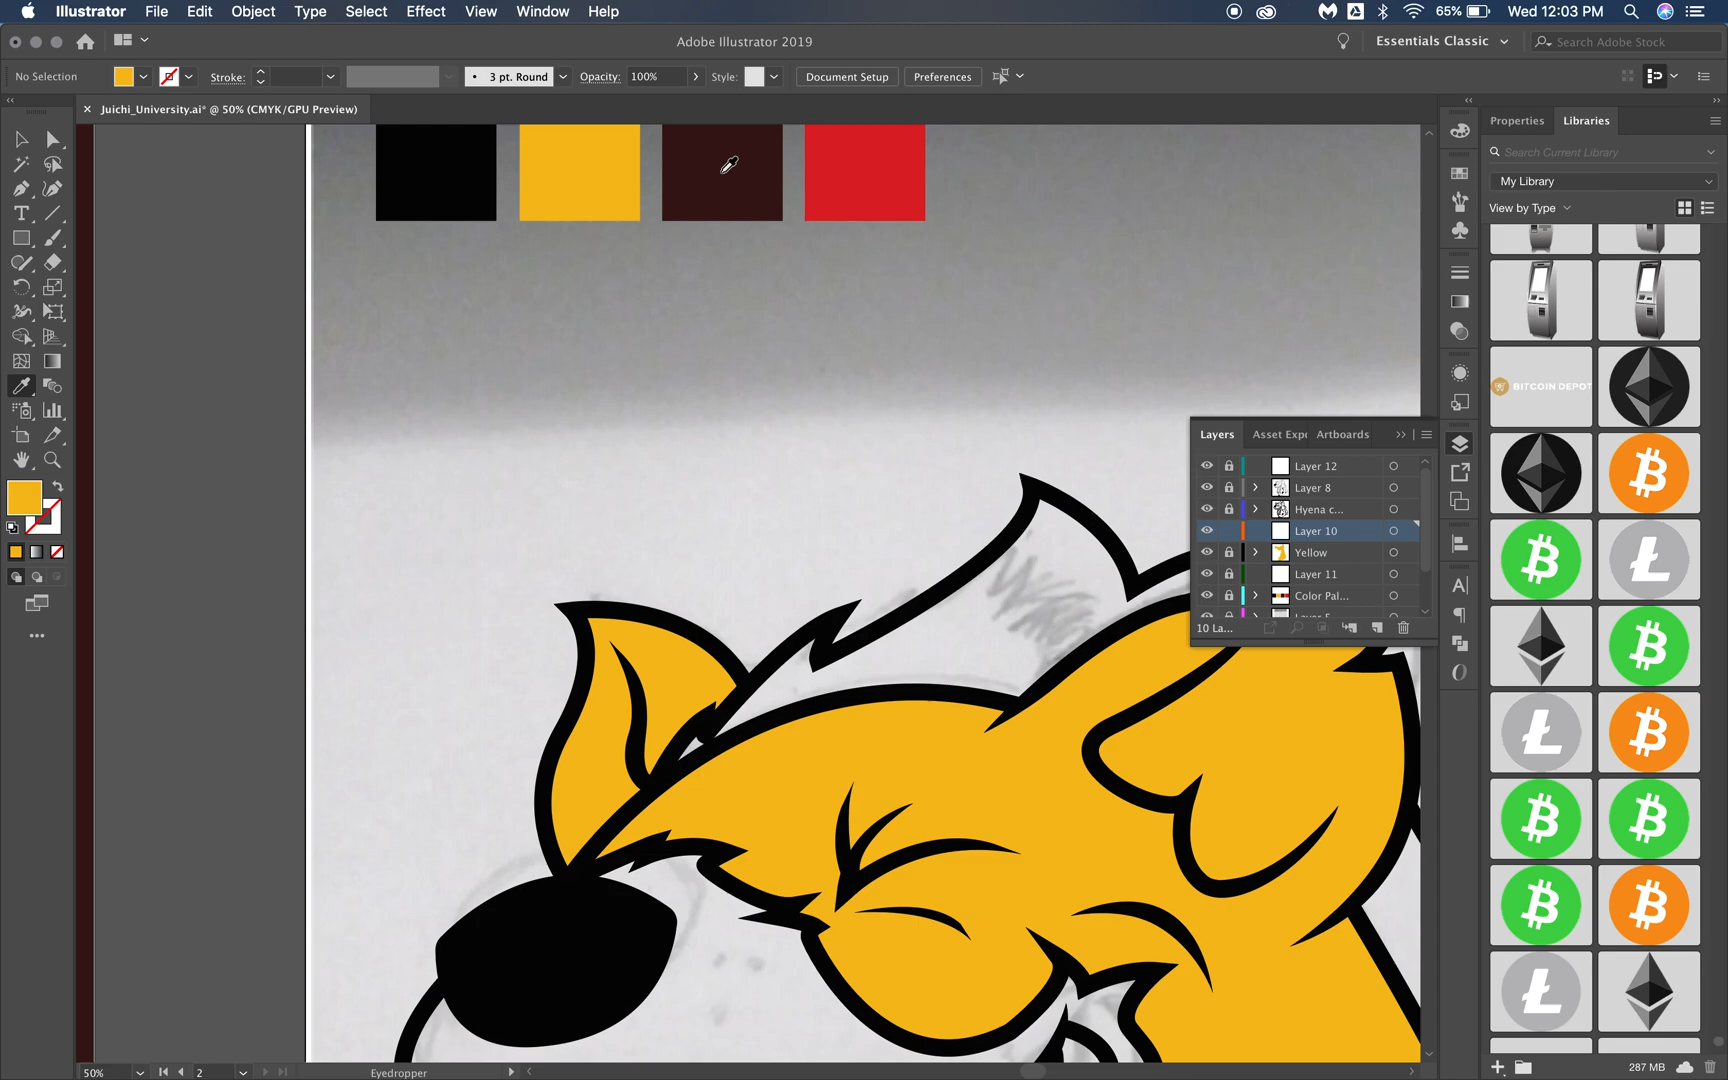 Illustrator File Edit Object Type Select Effect View Window Help
65% Wed 12:03 PM
Adobe Illustrator 2019
Essentials Classic
Search Adobe Stock
No Selection
Stroke:
3 pt. Round
Opacity: 100%
Style:
Document Setup
Preferences
Juichi_University.ai* @ 50% (CMYK/GPU Preview)
Properties Libraries
Search Current Library
My Library
View by Type
BITCOIN DEPOT
Layers Asset Expo Artboards
Layer 12
Layer 8
Hyena c...
Layer 10
Yellow
Layer 11
Color Pal...
10 La...
50%
2
Eyedropper
287 MB